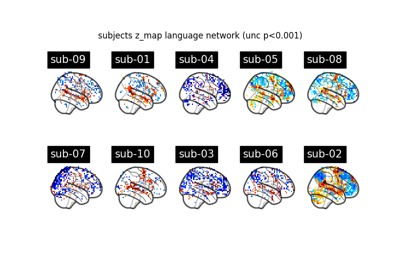 subjects z_map language network (unc p<0.001)
sub-09 sub-01 sub-04 sub-05 sub-08
sub-07 sub-10 sub-03 sub-06 sub-02